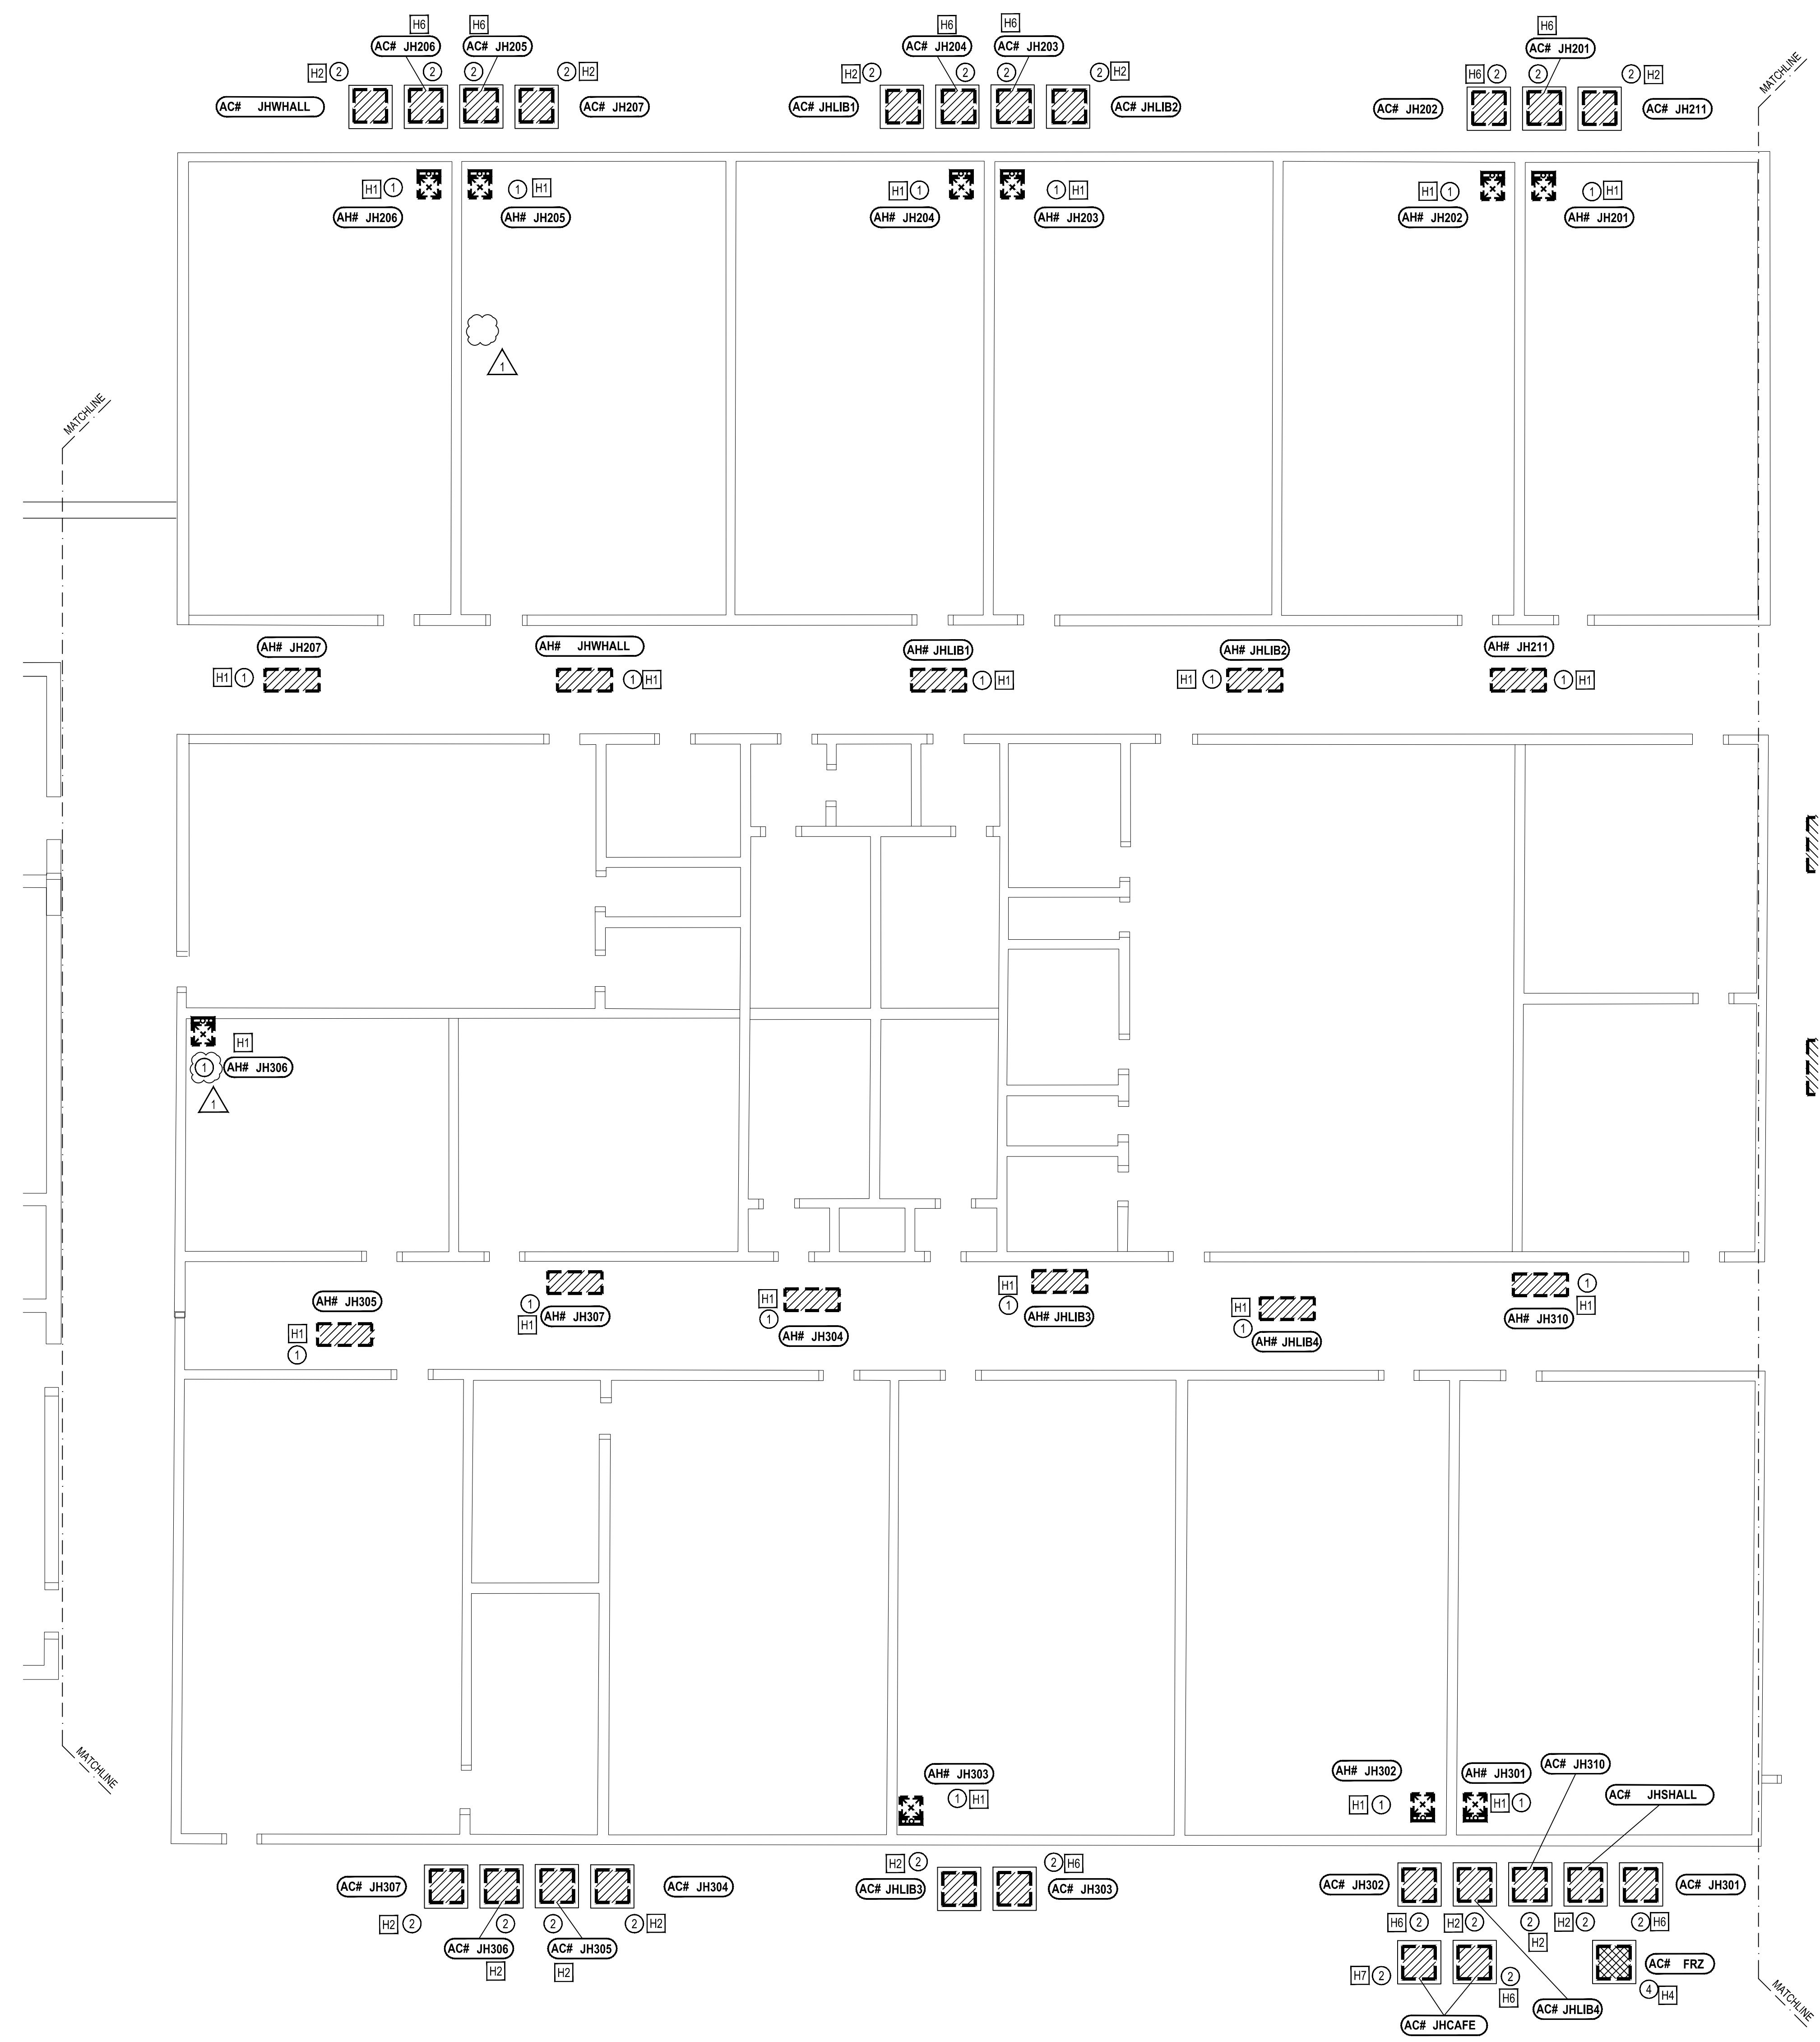 H6 H6 H6 H6 H6
AC# JH206 AC# JH205 AC# JH204 AC# JH203 AC# JH201
H2 2 2 2 2 H2 H2 2 2 2 2 H2 H6 2 2 2 H2
AC# JHWHALL AC# JH207 AC# JHLIB1 AC# JHLIB2 AC# JH202 AC# JH211
MATCHLINE
MATCHLINE
H1 1 1 H1 H1 1 1 H1 H1 1 1 H1
AH# JH206 AH# JH205 AH# JH204 AH# JH203 AH# JH202 AH# JH201
1
MATCHLINE
AH# JH207 AH# JHWHALL AH# JHLIB1 AH# JHLIB2 AH# JH211
H1 1 1 H1 1 H1 H1 1 1 H1
H1
1 AH# JH306
1
AH# JH305
H1
1
1
H1 AH# JH307
H1
1
AH# JH304
H1
1
AH# JHLIB3
H1
1
AH# JHLIB4
1
H1
AH# JH310
MATCHLINE
AH# JH303
1 H1
AH# JH302
H1 1
AH# JH301
H1 1
AC# JH310
AC# JHSHALL
AC# JH307 AC# JH304
H2 2 2 2 2 H2
AC# JH306 AC# JH305
H2 H2
H2 2 2 H6
AC# JHLIB3 AC# JH303
AC# JH302 AC# JH301
H6 2 H2 2 2 H2 2 2 H6
H2
AC# FRZ
H7 2 2 4 H4
H6
AC# JHLIB4
AC# JHCAFE
MATCHLINE